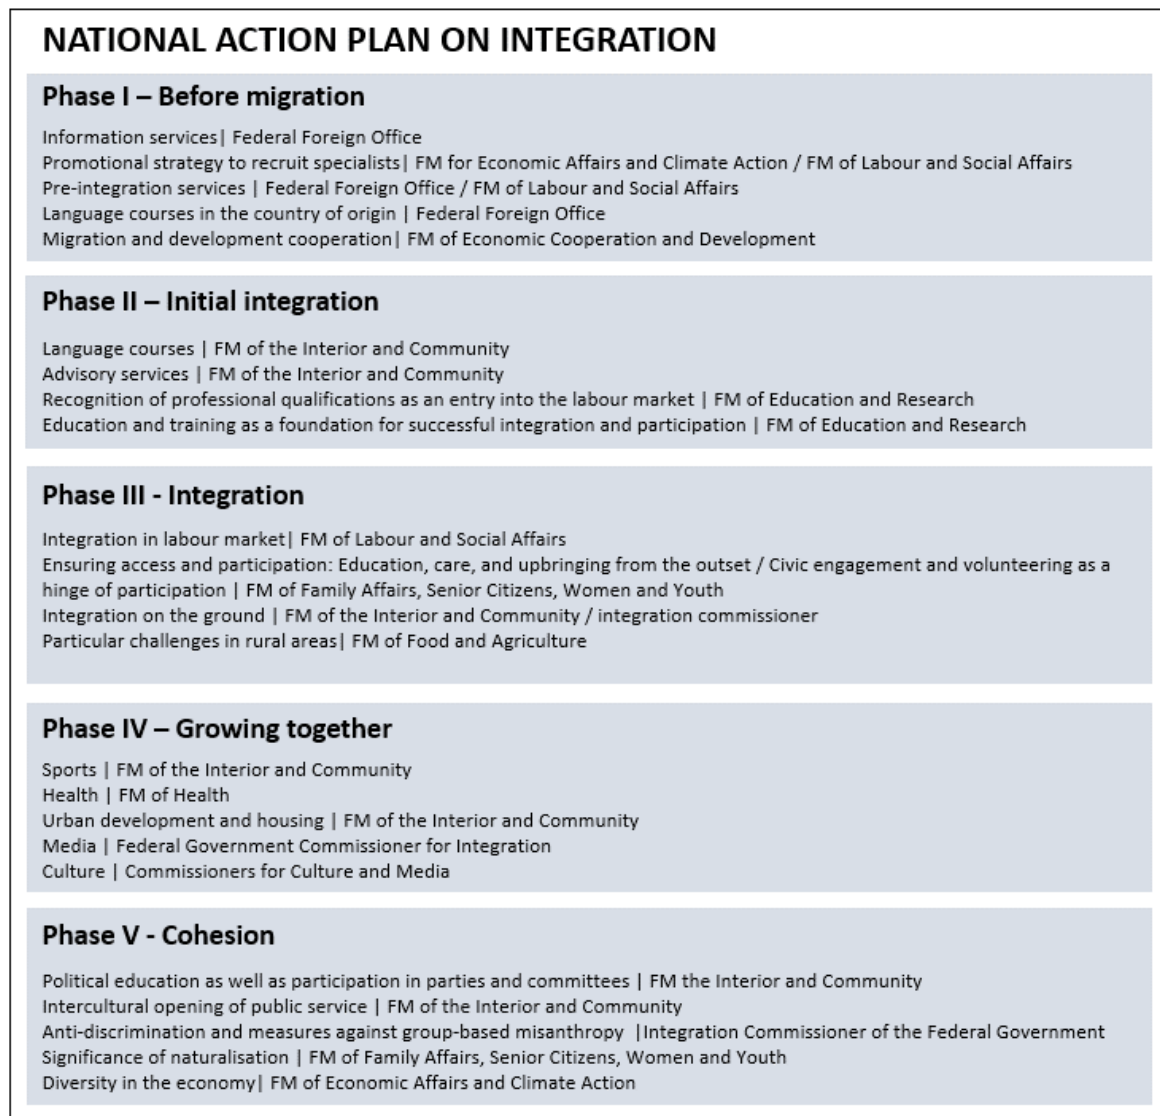 NATIONAL ACTION PLAN ON INTEGRATION
Phase I – Before migration
Information services| Federal Foreign Office
Promotional strategy to recruit specialists| FM for Economic Affairs and Climate Action / FM of Labour and Social Affairs
Pre-integration services | Federal Foreign Office / FM of Labour and Social Affairs
Language courses in the country of origin | Federal Foreign Office
Migration and development cooperation| FM of Economic Cooperation and Development
Phase II – Initial integration
Language courses | FM of the Interior and Community
Advisory services | FM of the Interior and Community
Recognition of professional qualifications as an entry into the labour market | FM of Education and Research
Education and training as a foundation for successful integration and participation | FM of Education and Research
Phase III - Integration
Integration in labour market| FM of Labour and Social Affairs
Ensuring access and participation: Education, care, and upbringing from the outset / Civic engagement and volunteering as a
hinge of participation | FM of Family Affairs, Senior Citizens, Women and Youth
Integration on the ground | FM of the Interior and Community / integration commissioner
Particular challenges in rural areas| FM of Food and Agriculture
Phase IV – Growing together
Sports | FM of the Interior and Community
Health | FM of Health
Urban development and housing | FM of the Interior and Community
Media | Federal Government Commissioner for Integration
Culture | Commissioners for Culture and Media
Phase V - Cohesion
Political education as well as participation in parties and committees | FM the Interior and Community
Intercultural opening of public service | FM of the Interior and Community
Anti-discrimination and measures against group-based misanthropy |Integration Commissioner of the Federal Government
Significance of naturalisation | FM of Family Affairs, Senior Citizens, Women and Youth
Diversity in the economy| FM of Economic Affairs and Climate Action